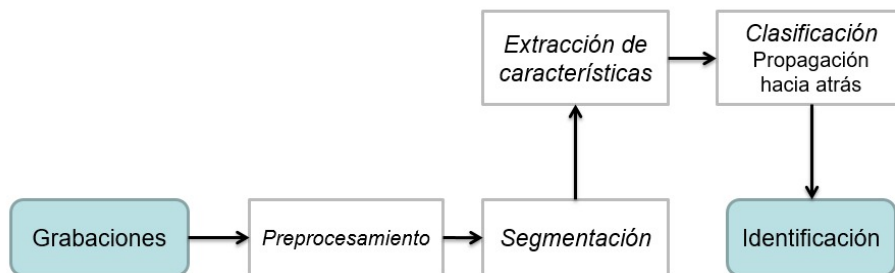 Extracción de
características
Clasificación
Propagación
hacia atrás
Grabaciones
Preprocesamiento
Segmentación
Identificación